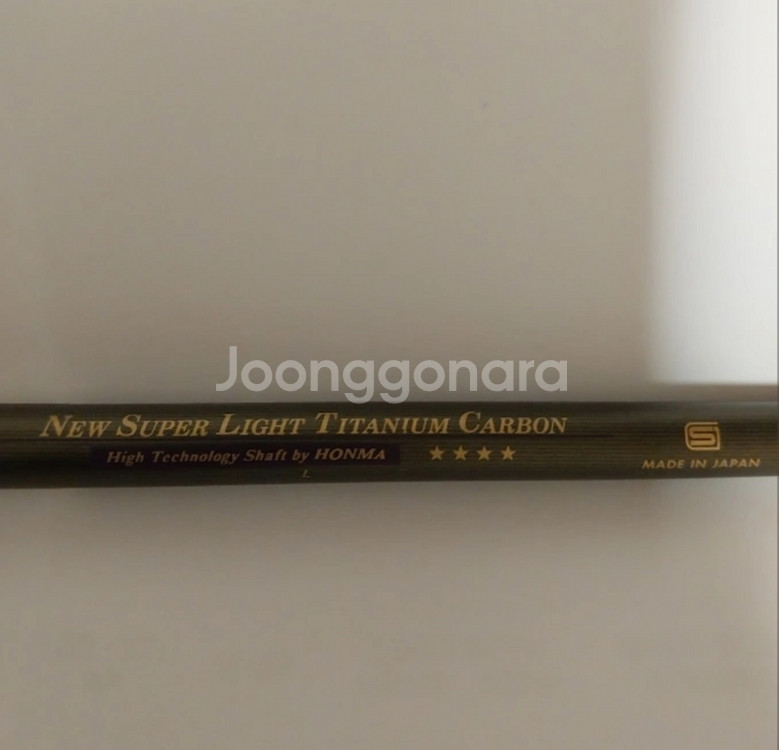 Joonggonara
NEW SUPER LIGHT TITANIUM CARBON
High Technology Shaft by HONMA ★★★★
L
S
MADE IN JAPAN